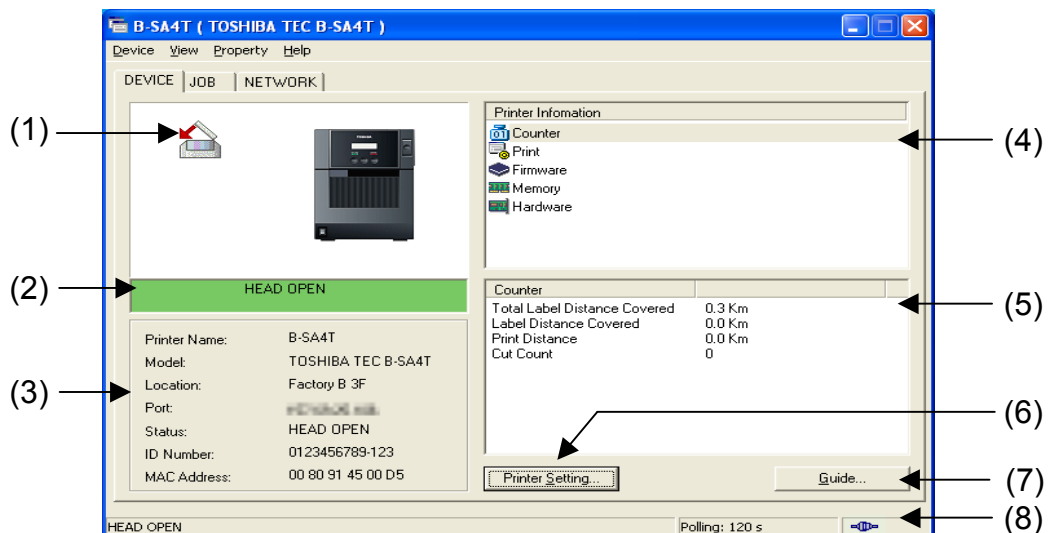 B-SA4T ( TOSHIBA TEC B-SA4T )
Device View Property Help
DEVICE JOB NETWORK
(1)
Printer Infomation
Counter
Print
Firmware
Memory
Hardware
(4)
(2)
HEAD OPEN
Counter
Total Label Distance Covered 0.3 Km
Label Distance Covered 0.0 Km
Print Distance 0.0 Km
Cut Count 0
(5)
(3)
Printer Name: B-SA4T
Model: TOSHIBA TEC B-SA4T
Location: Factory B 3F
Port:
Status: HEAD OPEN
ID Number: 0123456789-123
MAC Address: 00 80 91 45 00 D5
(6)
Printer Setting...
Guide...
(7)
HEAD OPEN
Polling: 120 s
(8)